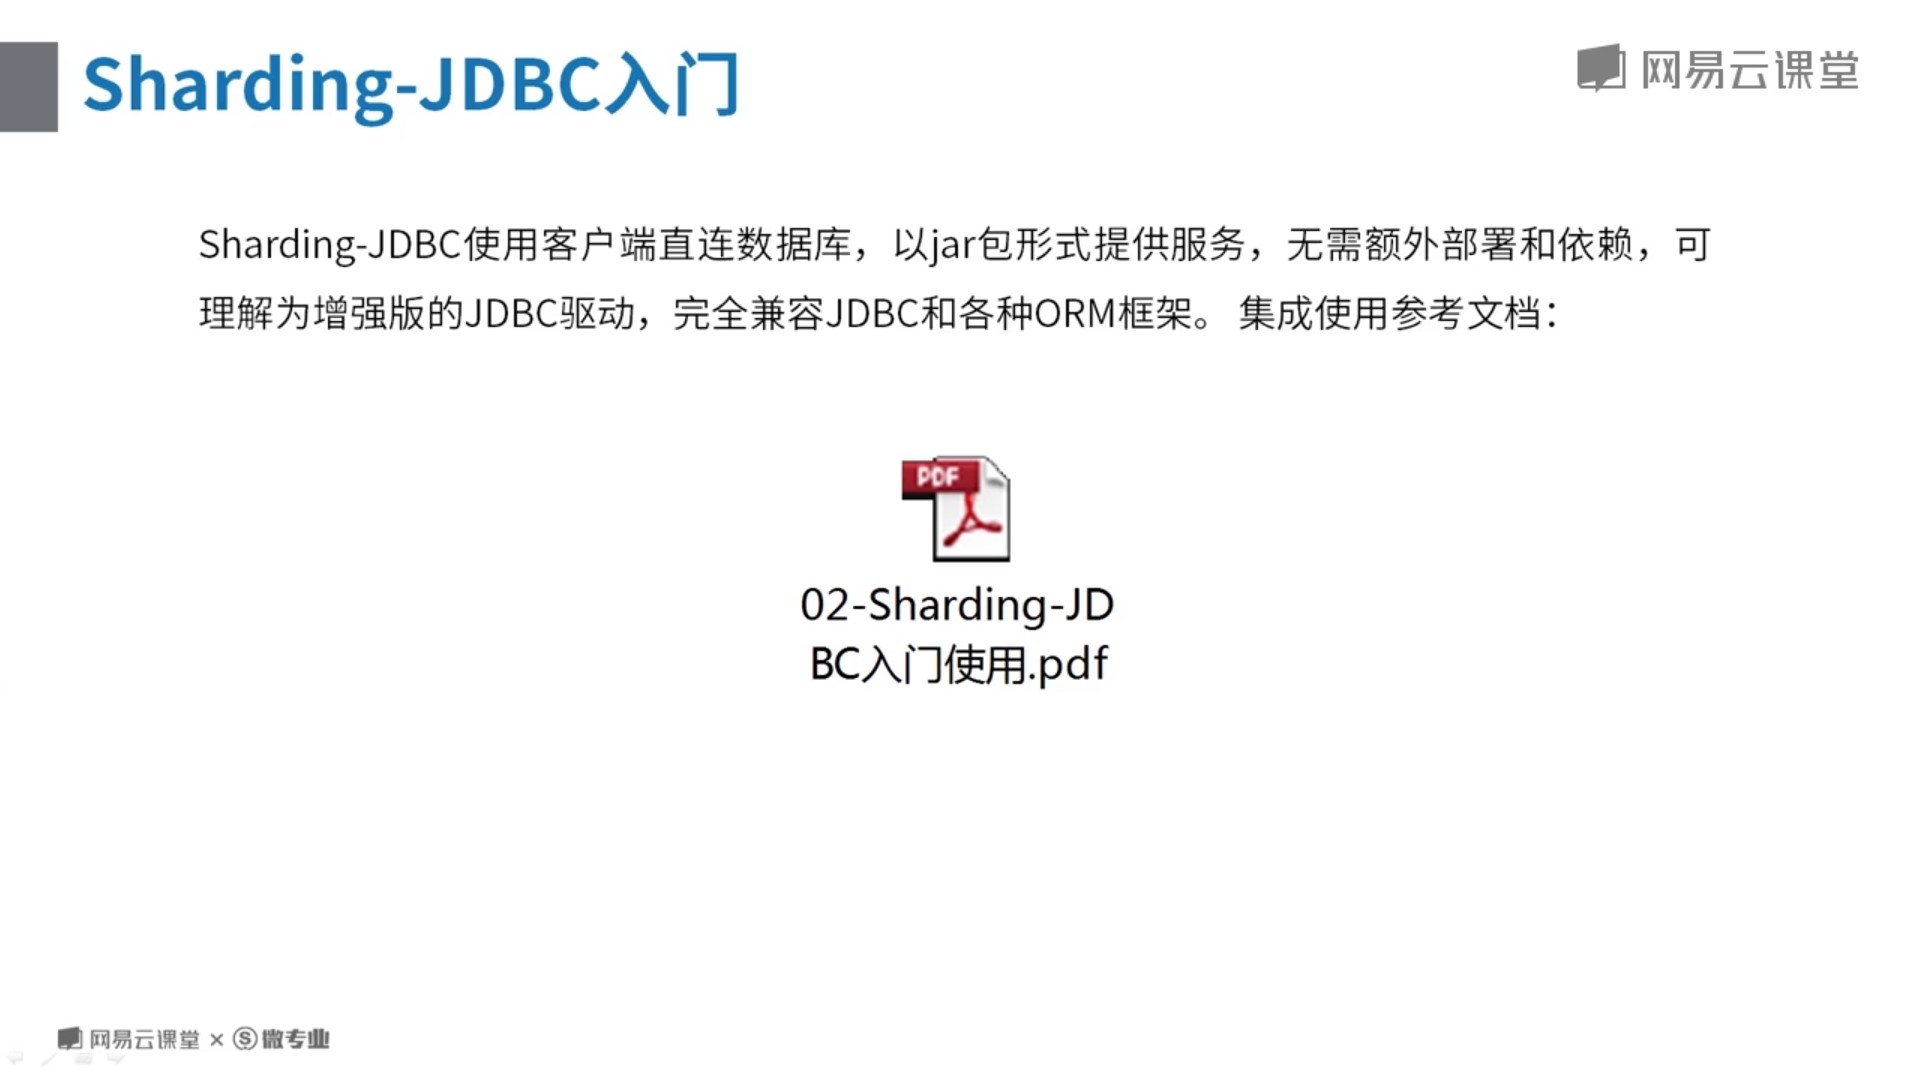 Sharding-JDBC入门
网易云课堂
Sharding-JDBC使用客户端直连数据库，以jar包形式提供服务，无需额外部署和依赖，可
理解为增强版的JDBC驱动，完全兼容JDBC和各种ORM框架。 集成使用参考文档：
PDF
02-Sharding-JD
BC入门使用.pdf
网易云课堂 × Ⓢ微专业